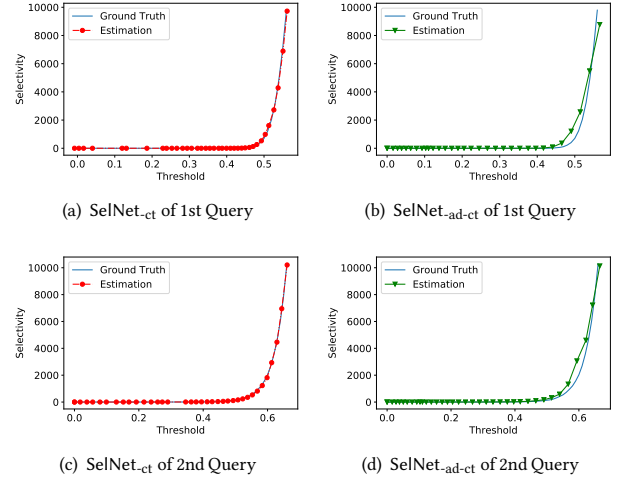 10000
8000
6000
4000
2000
0
Selectivity
Ground Truth
Estimation
0.0 0.1 0.2 0.3 0.4 0.5
Threshold
(a) SelNet-ct of 1st Query
10000
8000
6000
4000
2000
0
Selectivity
Ground Truth
Estimation
0.0 0.1 0.2 0.3 0.4 0.5
Threshold
(b) SelNet-ad-ct of 1st Query
10000
8000
6000
4000
2000
0
Selectivity
Ground Truth
Estimation
0.0 0.2 0.4 0.6
Threshold
(c) SelNet-ct of 2nd Query
10000
8000
6000
4000
2000
0
Selectivity
Ground Truth
Estimation
0.0 0.2 0.4 0.6
Threshold
(d) SelNet-ad-ct of 2nd Query